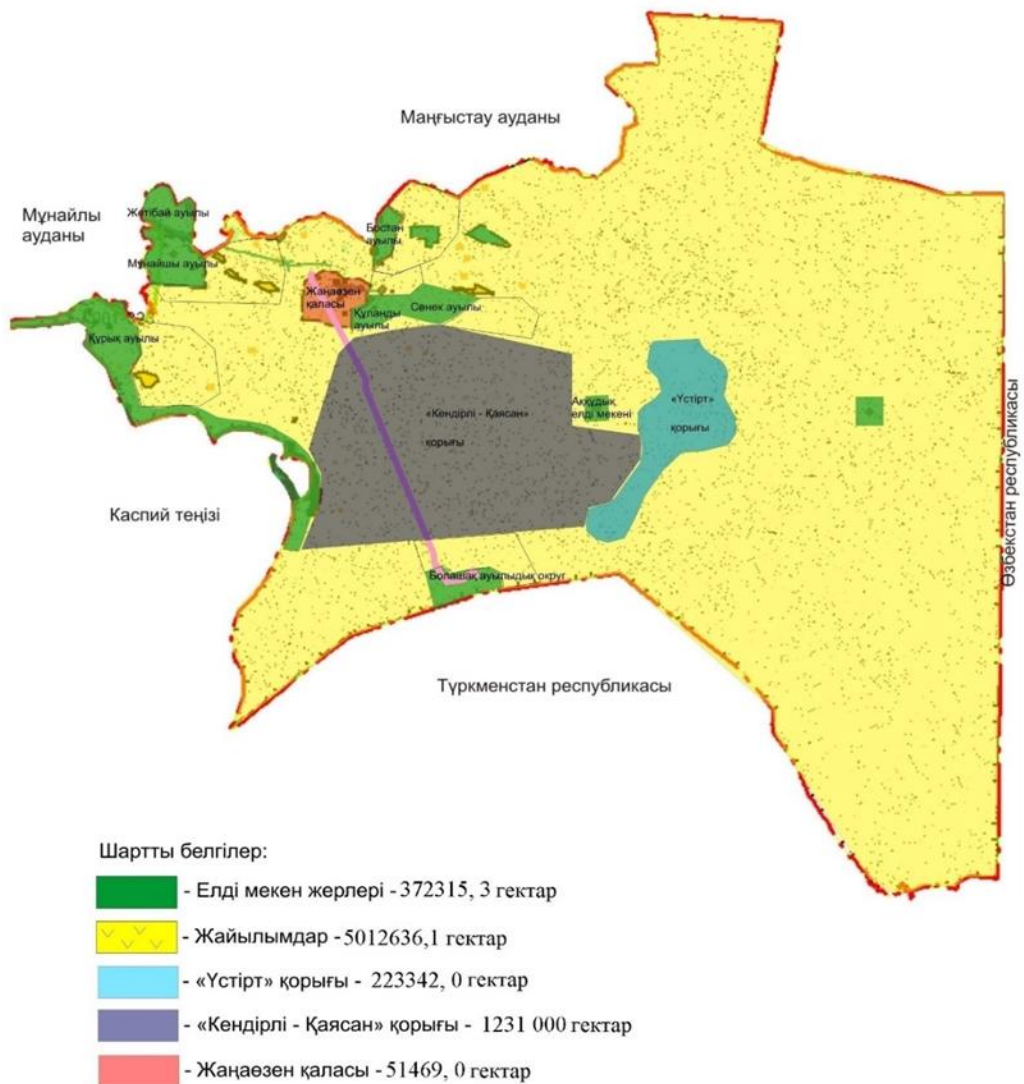 Маңғыстау ауданы
Мұнайлы
ауданы
Жетібай ауылы
Мұнайшы ауылы
Бостан
ауылы
Жаңаөзен
қаласы
Құланды
ауылы
Сенек ауылы
Құрық ауылы
«Кендірлі - Қаясан»
қорығы
Аққұдық
елді мекені
«Үстірт»
қорығы
Өзбекстан республикасы
Каспий теңізі
Болашақ ауылыдық округ
Түркменстан республикасы
Шартты белгілер:
- Елді мекен жерлері - 372315, 3 гектар
- Жайылымдар - 5012636,1 гектар
- «Үстірт» қорығы - 223342, 0 гектар
- «Кендірлі - Қаясан» қорығы - 1231 000 гектар
- Жаңаөзен қаласы - 51469, 0 гектар